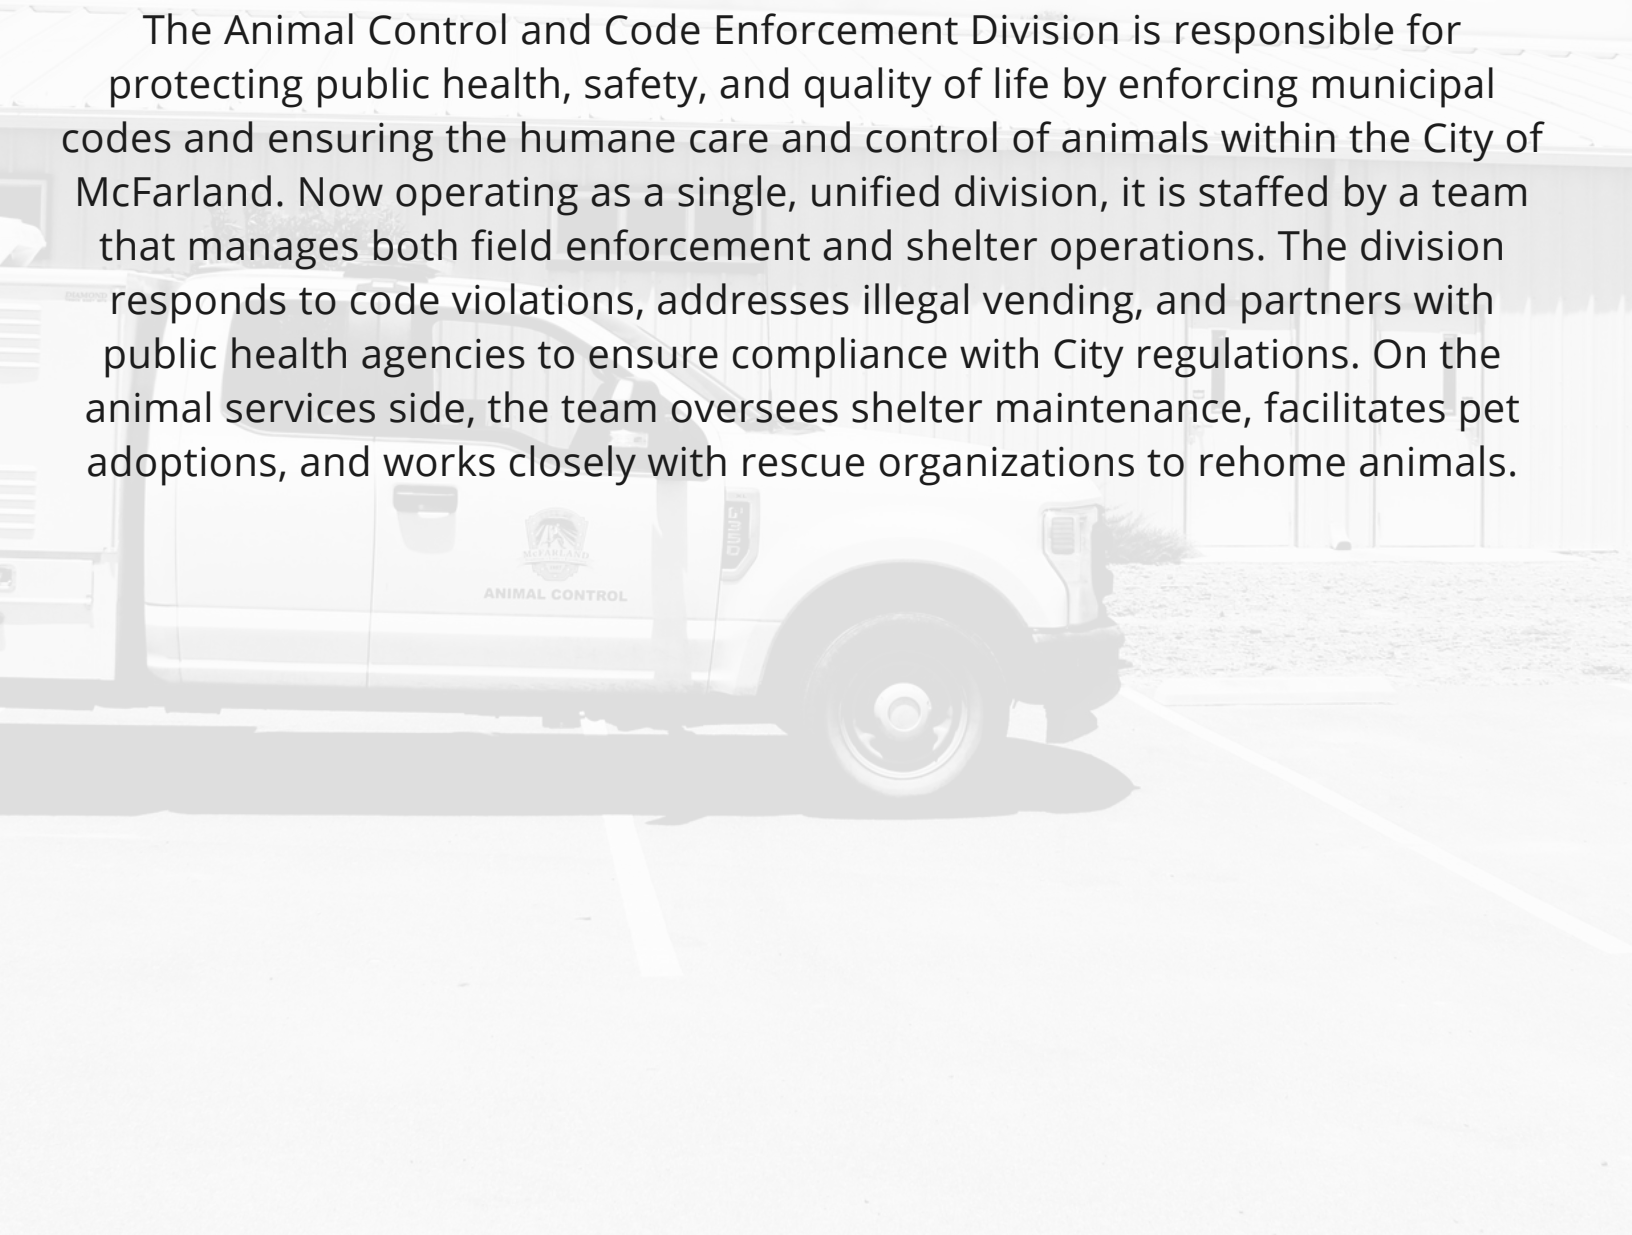 The Animal Control and Code Enforcement Division is responsible for
protecting public health, safety, and quality of life by enforcing municipal
codes and ensuring the humane care and control of animals within the City of
McFarland. Now operating as a single, unified division, it is staffed by a team
that manages both field enforcement and shelter operations. The division
responds to code violations, addresses illegal vending, and partners with
public health agencies to ensure compliance with City regulations. On the
animal services side, the team oversees shelter maintenance, facilitates pet
adoptions, and works closely with rescue organizations to rehome animals.
DIAMOND
F350
McFARLAND
ANIMAL CONTROL